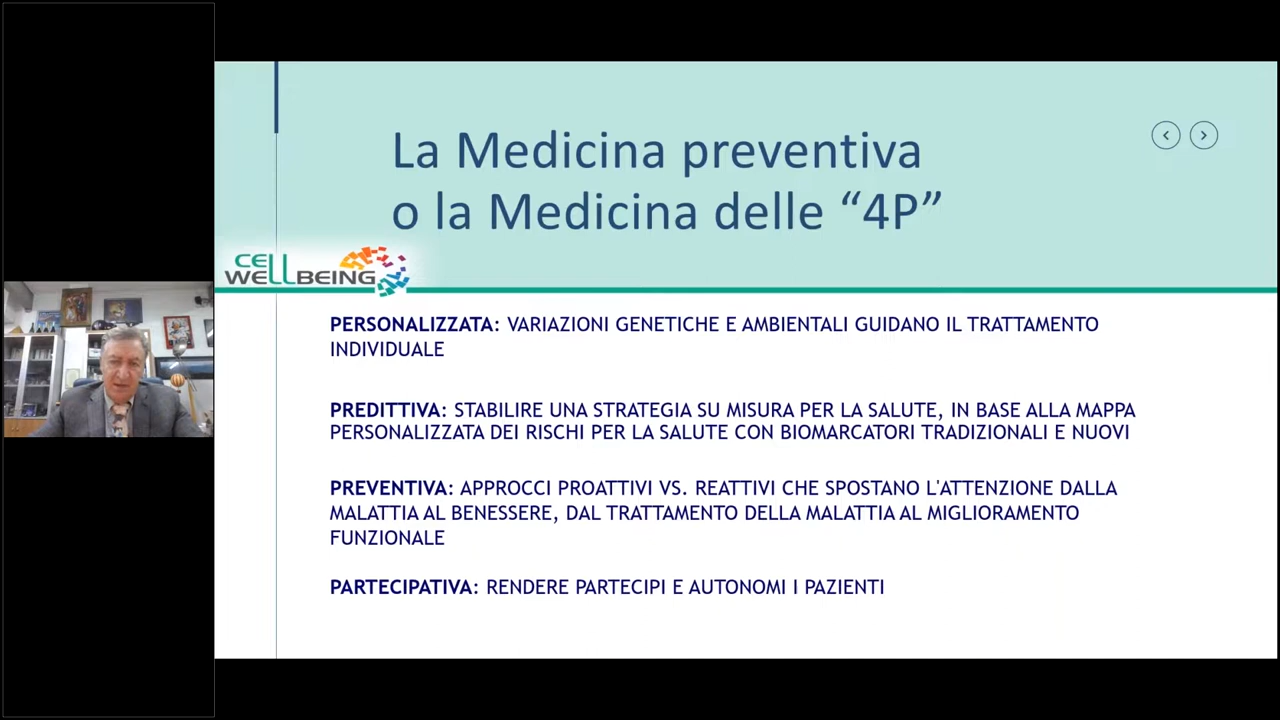 La Medicina preventiva
o la Medicina delle “4P”
CELL
WELLBEING
PERSONALIZZATA: VARIAZIONI GENETICHE E AMBIENTALI GUIDANO IL TRATTAMENTO
INDIVIDUALE
PREDITTIVA: STABILIRE UNA STRATEGIA SU MISURA PER LA SALUTE, IN BASE ALLA MAPPA
PERSONALIZZATA DEI RISCHI PER LA SALUTE CON BIOMARCATORI TRADIZIONALI E NUOVI
PREVENTIVA: APPROCCI PROATTIVI VS. REATTIVI CHE SPOSTANO L'ATTENZIONE DALLA
MALATTIA AL BENESSERE, DAL TRATTAMENTO DELLA MALATTIA AL MIGLIORAMENTO
FUNZIONALE
PARTECIPATIVA: RENDERE PARTECIPI E AUTONOMI I PAZIENTI